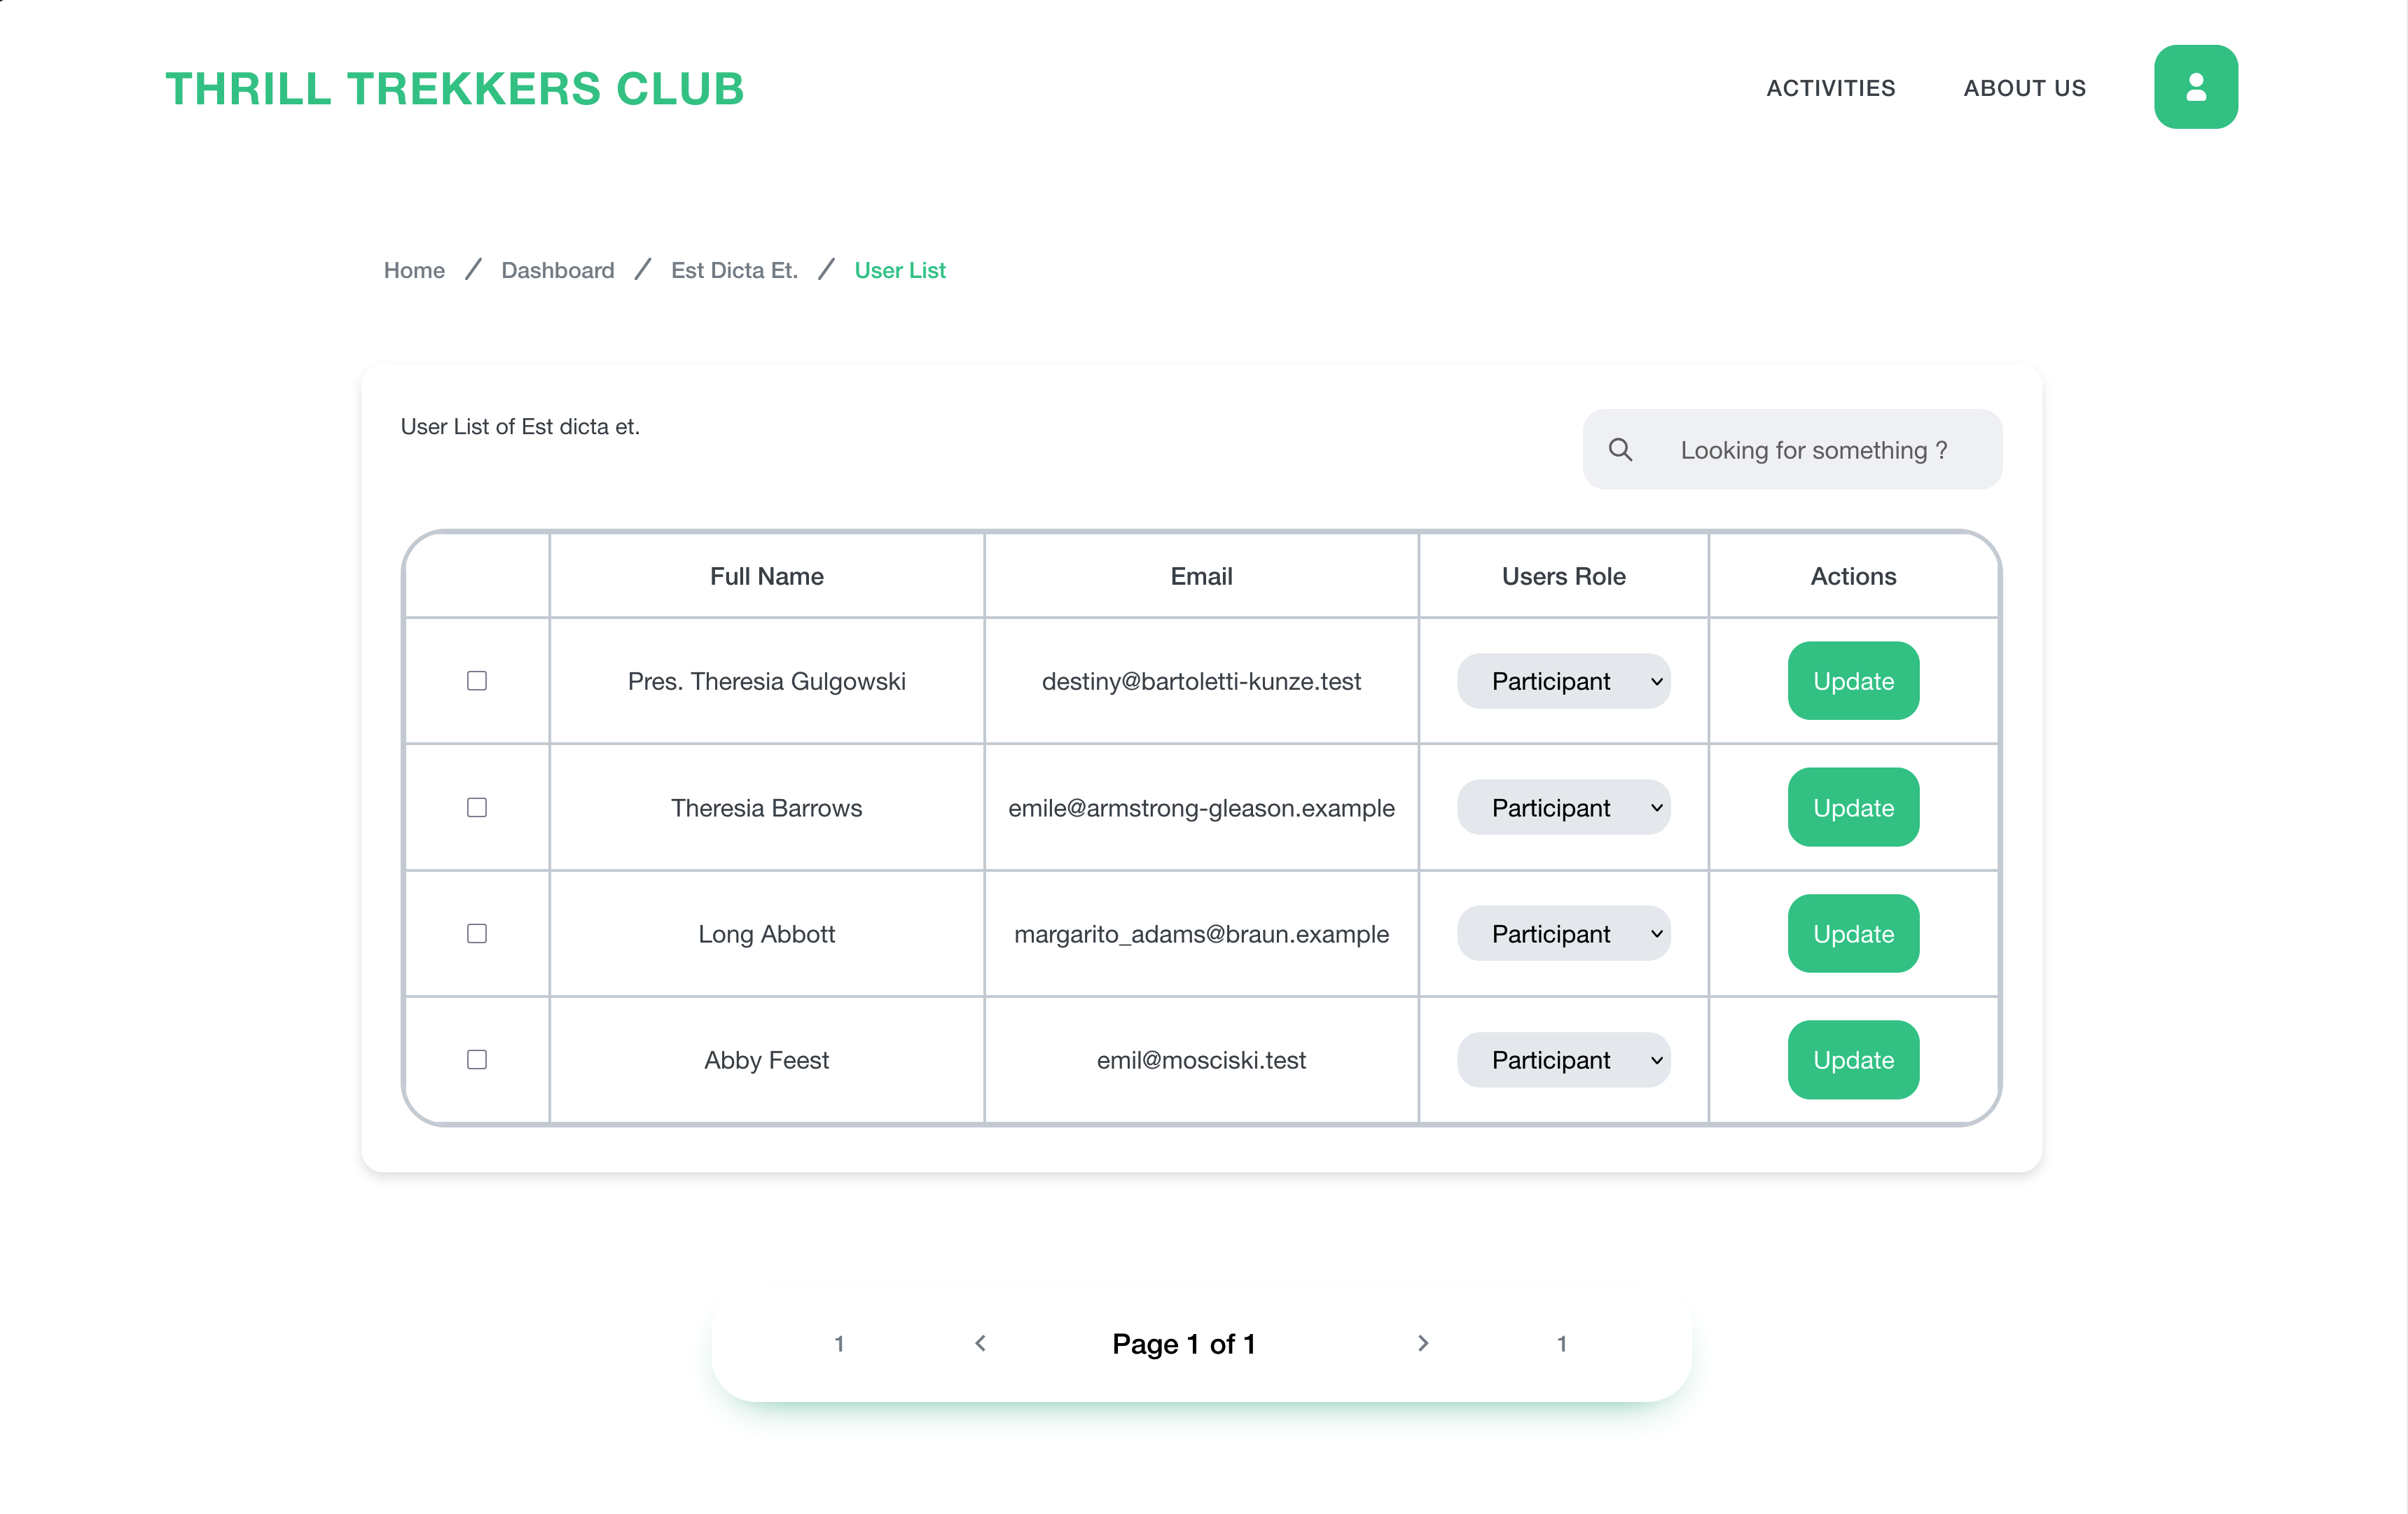 THRILL TREKKERS CLUB
ACTIVITIES
ABOUT US
Home / Dashboard / Est Dicta Et. / User List
User List of Est dicta et.
Looking for something ?
Full Name Email Users Role Actions
Pres. Theresia Gulgowski destiny@bartoletti-kunze.test Participant Update
Theresia Barrows emile@armstrong-gleason.example Participant Update
Long Abbott margarito_adams@braun.example Participant Update
Abby Feest emil@mosciski.test Participant Update
1 Page 1 of 1 1